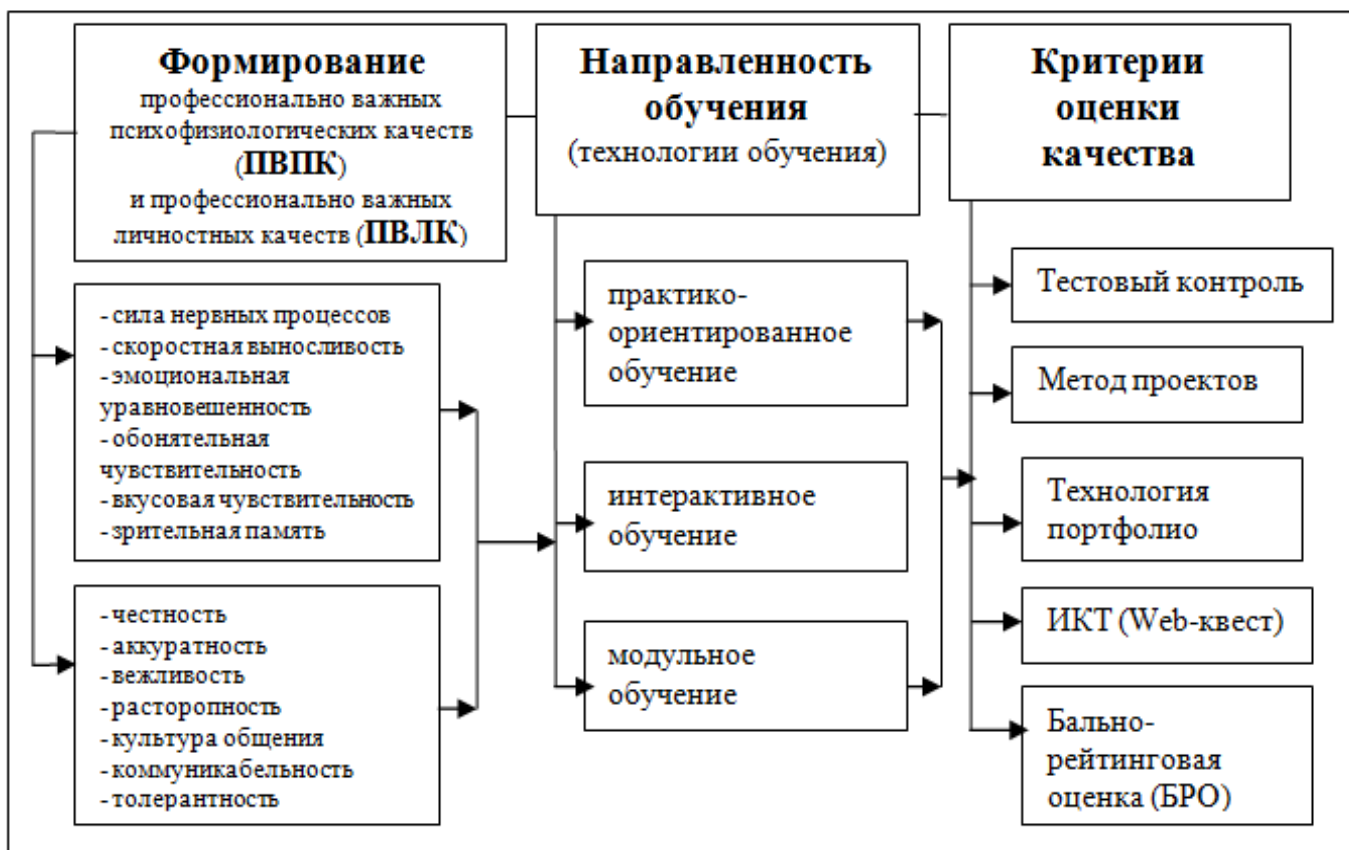 Формирование
профессионально важных
психофизиологических качеств
(ПВПК)
и профессионально важных
личностных качеств (ПВЛК)
- сила нервных процессов
- скоростная выносливость
- эмоциональная
уравновешенность
- обонятельная
чувствительность
- вкусовая чувствительность
- зрительная память
- честность
- аккуратность
- вежливость
- расторопность
- культура общения
- коммуникабельность
- толерантность
Направленность
обучения
(технологии обучения)
практико-
ориентированное
обучение
интерактивное
обучение
модульное
обучение
Критерии
оценки
качества
Тестовый контроль
Метод проектов
Технология
портфолио
ИКТ (Web-квест)
Бально-
рейтинговая
оценка (БРО)